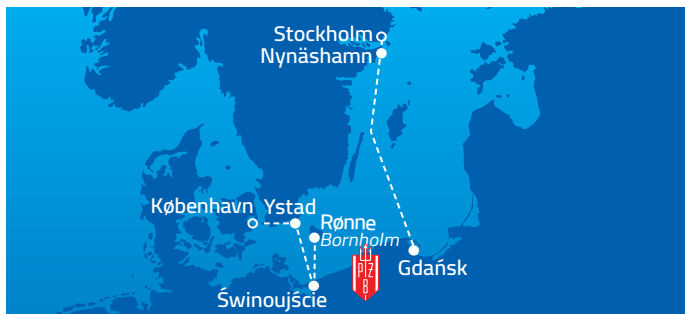 Stockholm
Nynäshamn
København Ystad
Rønne
Bornholm
Gdańsk
Świnoujście
P Ż
B